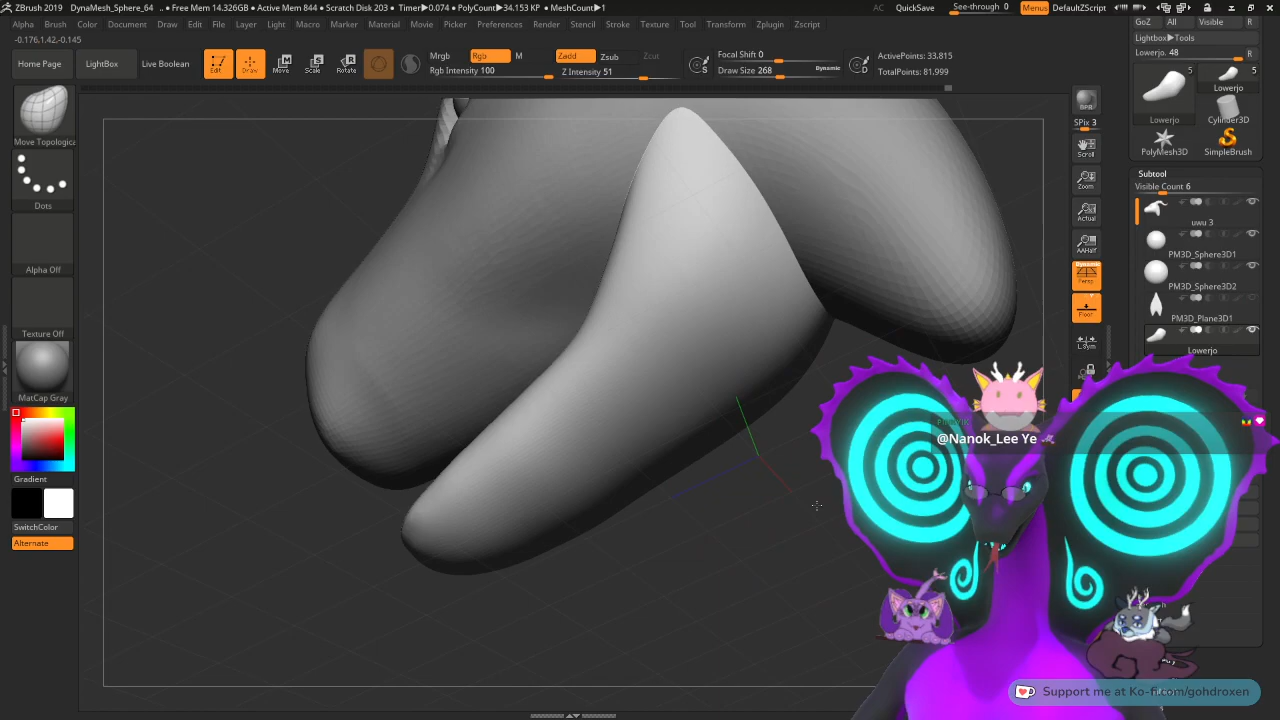 ZBrush 2019 DynaMesh_Sphere_64 .. • Free Mem 14.326GB • Active Mem 844 • Scratch Disk 203 • Timer▶0.074 • PolyCount▶34.153 KP • MeshCount▶1
AC QuickSave See-through 0 Menus DefaultZScript
Alpha Brush Color Document Draw Edit File Layer Light Macro Marker Material Movie Picker Preferences Render Stencil Stroke Texture Tool Transform Zplugin Zscript
-0.176,1.42,-0.145
GoZ All Visible R
Lightbox▶Tools
Home Page LightBox Live Boolean
Edit Draw Move Scale Rotate
Mrgb Rgb M
Rgb Intensity 100
Zadd Zsub Zcut
Z Intensity 51
S
Focal Shift 0
Draw Size 268 Dynamic
D
ActivePoints: 33,815
TotalPoints: 81,999
Lowerjo. 48 R
5 5
Lowerjo
Lowerjo Cylinder3D
PolyMesh3D SimpleBrush
Move Topologica
Dots
Alpha Off
Texture Off
MatCap Gray
Gradient
SwitchColor
Alternate
BPR
SPix 3
Scroll
Zoom
Actual
AAHalf
Dynamic
Persp
Floor
L.Sym
Subtool
Visible Count 6
uwu 3
PM3D_Sphere3D1
PM3D_Sphere3D2
PM3D_Plane3D1
Lowerjo
@Nanok_Lee Ye
Support me at Ko-fi.com/gohdroxen